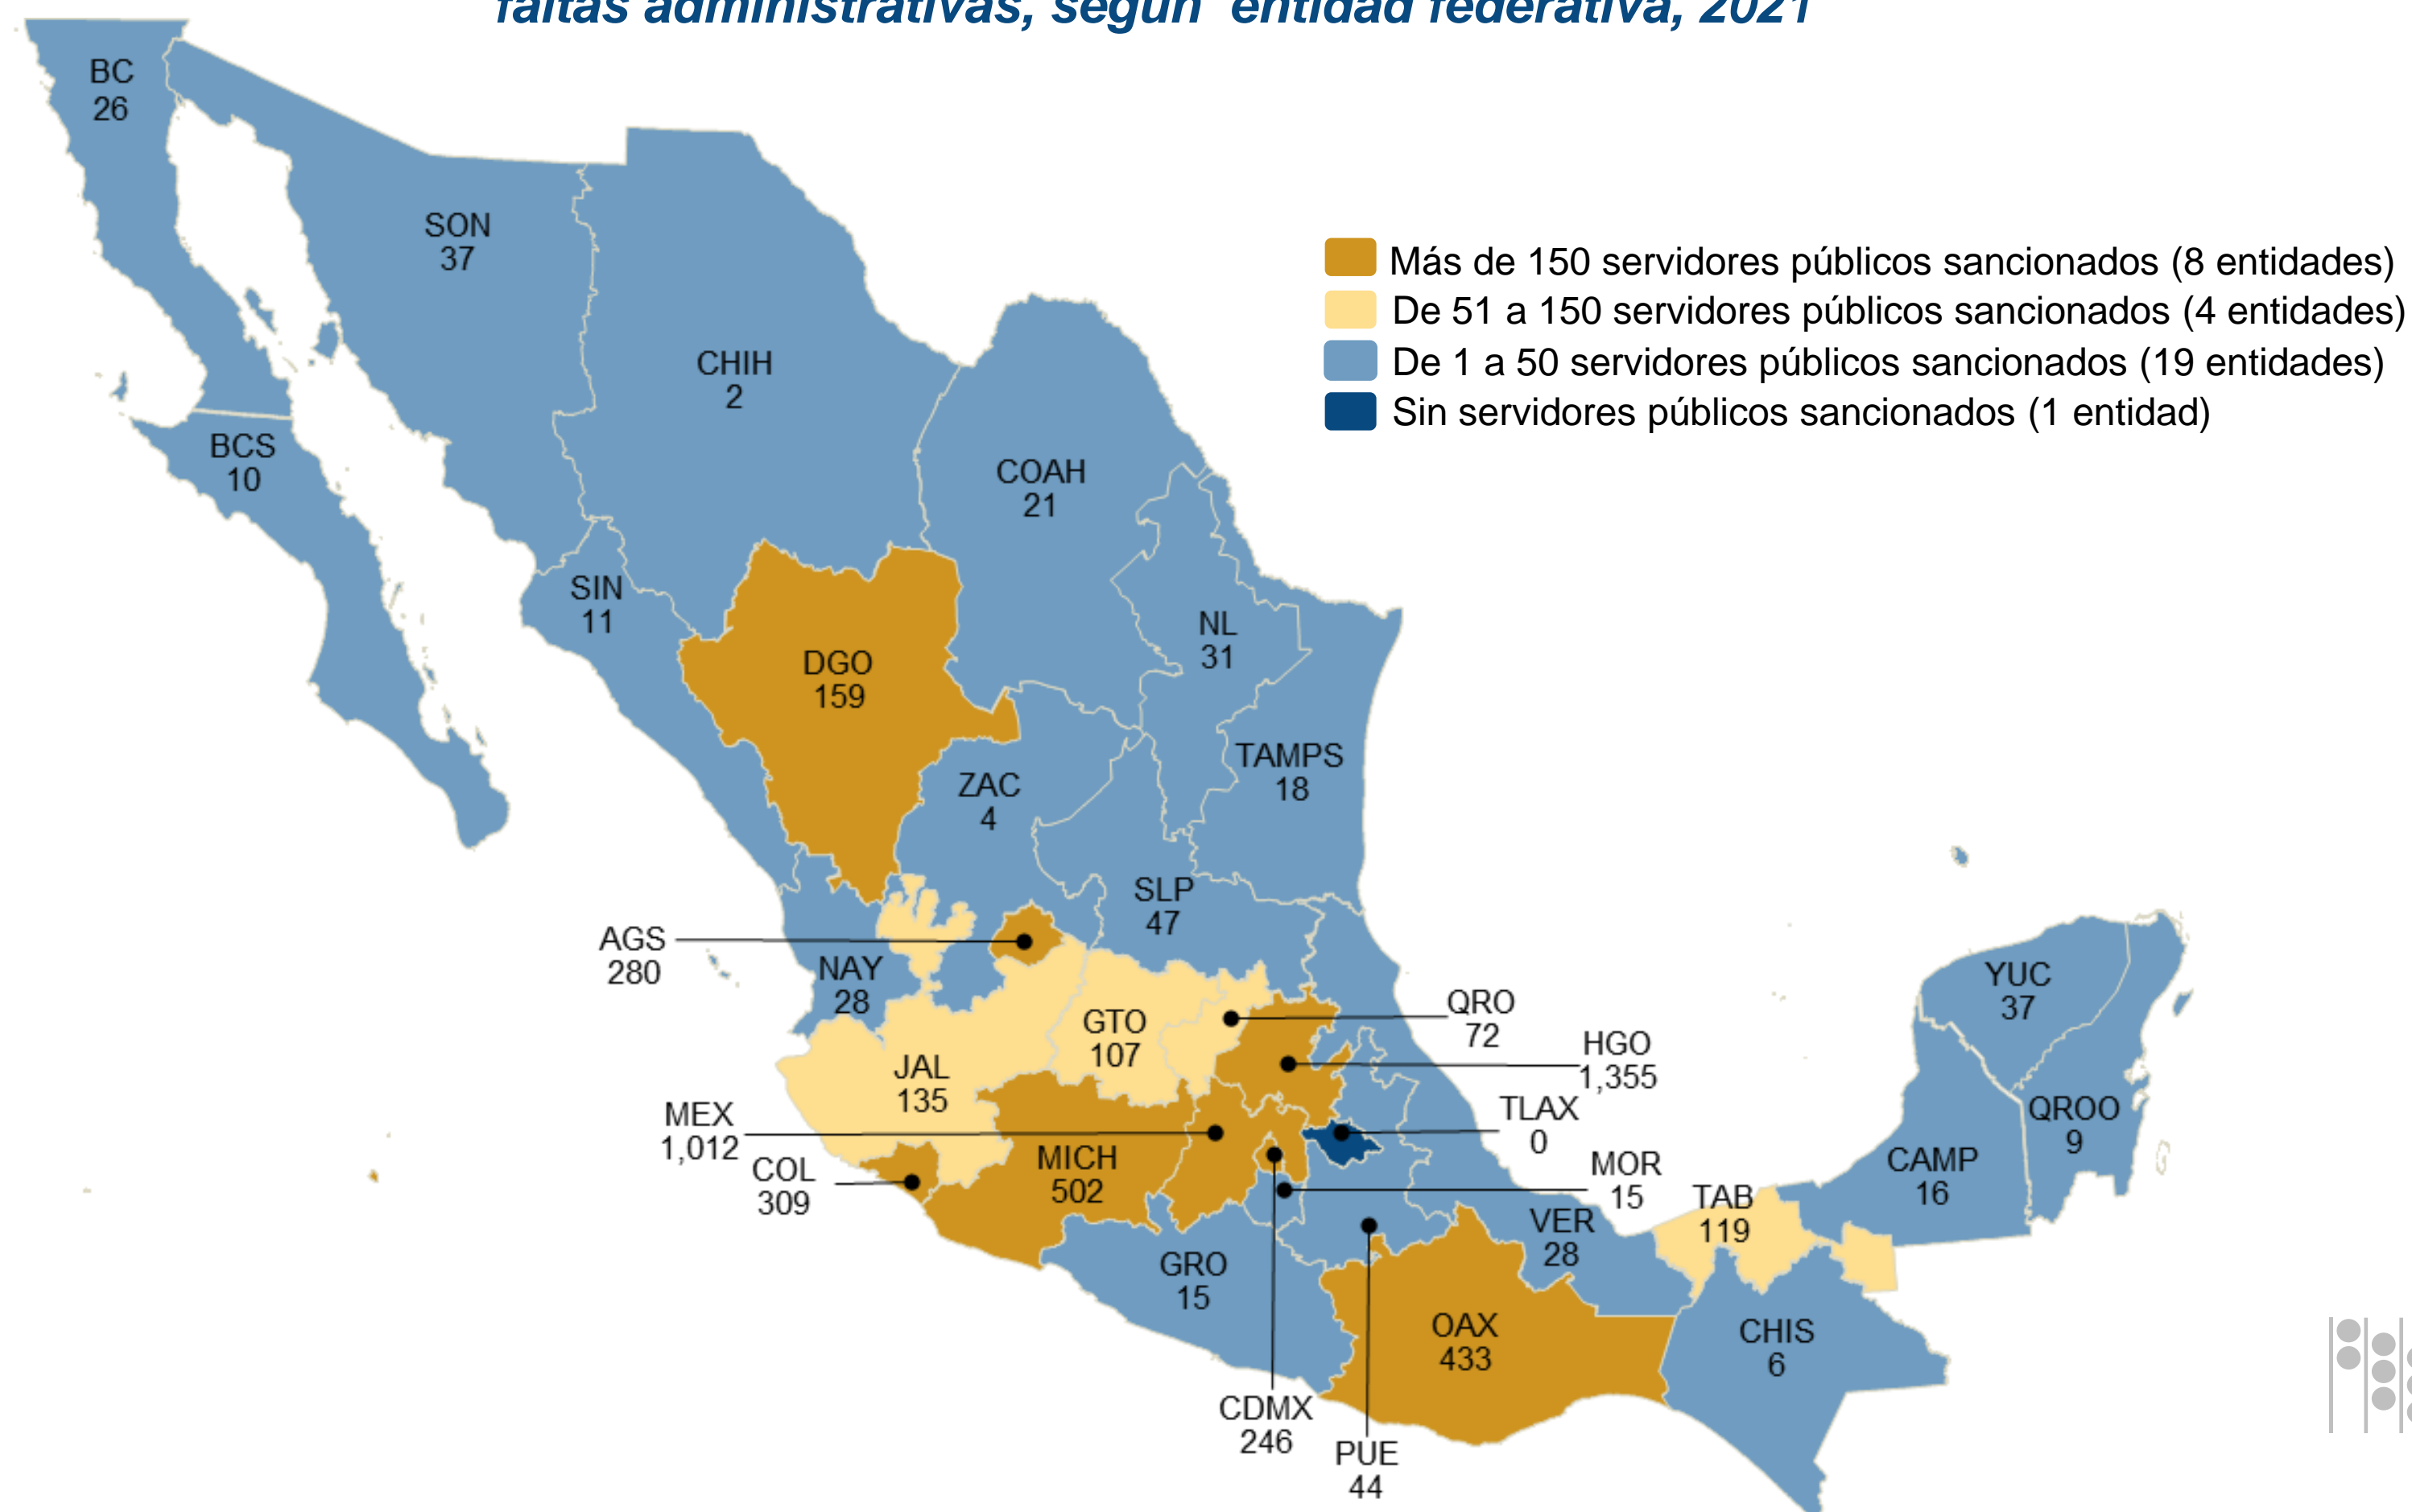 faltas administrativas, según entidad federativa, 2021
BC
26
SON
37
Más de 150 servidores públicos sancionados (8 entidades)
De 51 a 150 servidores públicos sancionados (4 entidades)
De 1 a 50 servidores públicos sancionados (19 entidades)
Sin servidores públicos sancionados (1 entidad)
CHIH
2
BCS
10
COAH
21
SIN
11
NL
31
DGO
159
TAMPS
18
ZAC
4
SLP
47
AGS
280
NAY
28
YUC
37
QRO
72
GTO
107
HGO
1,355
JAL
135
MEX
1,012
TLAX
0
QROO
9
COL
309
MICH
502
MOR
15
CAMP
16
TAB
119
VER
28
GRO
15
OAX
433
CHIS
6
CDMX
246
PUE
44